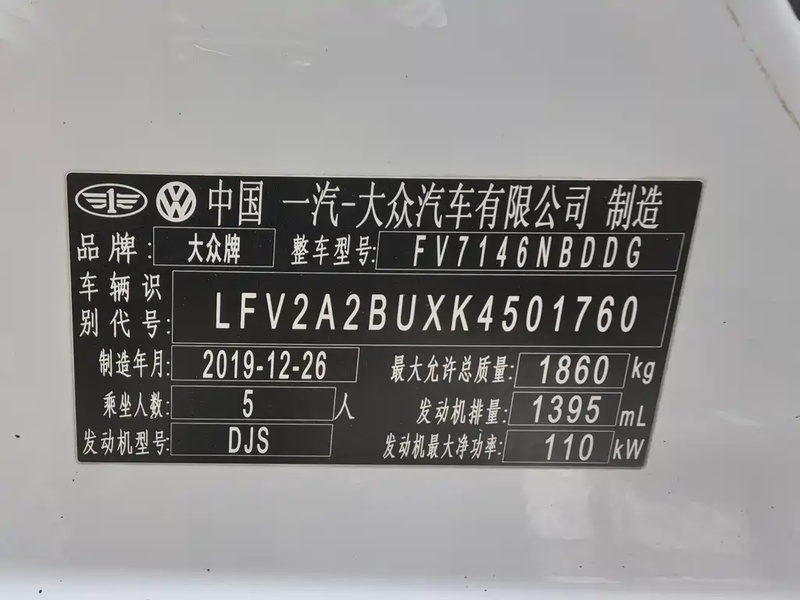 中国 一汽-大众汽车有限公司 制造
品牌: 大众牌 整车型号: FV7146NBDDG
车辆识别代号: LFV2A2BUXK4501760
制造年月: 2019-12-26 最大允许总质量: 1860 kg
乘坐人数: 5 人 发动机排量: 1395 mL
发动机型号: DJS 发动机最大净功率: 110 kW